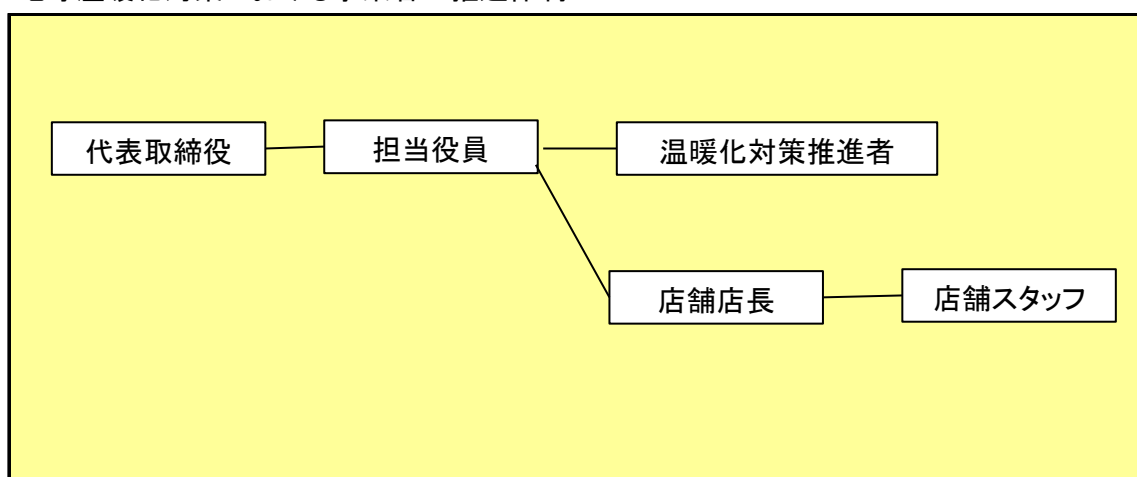 代表取締役
担当役員
温暖化対策推進者
店舗店長
店舗スタッフ